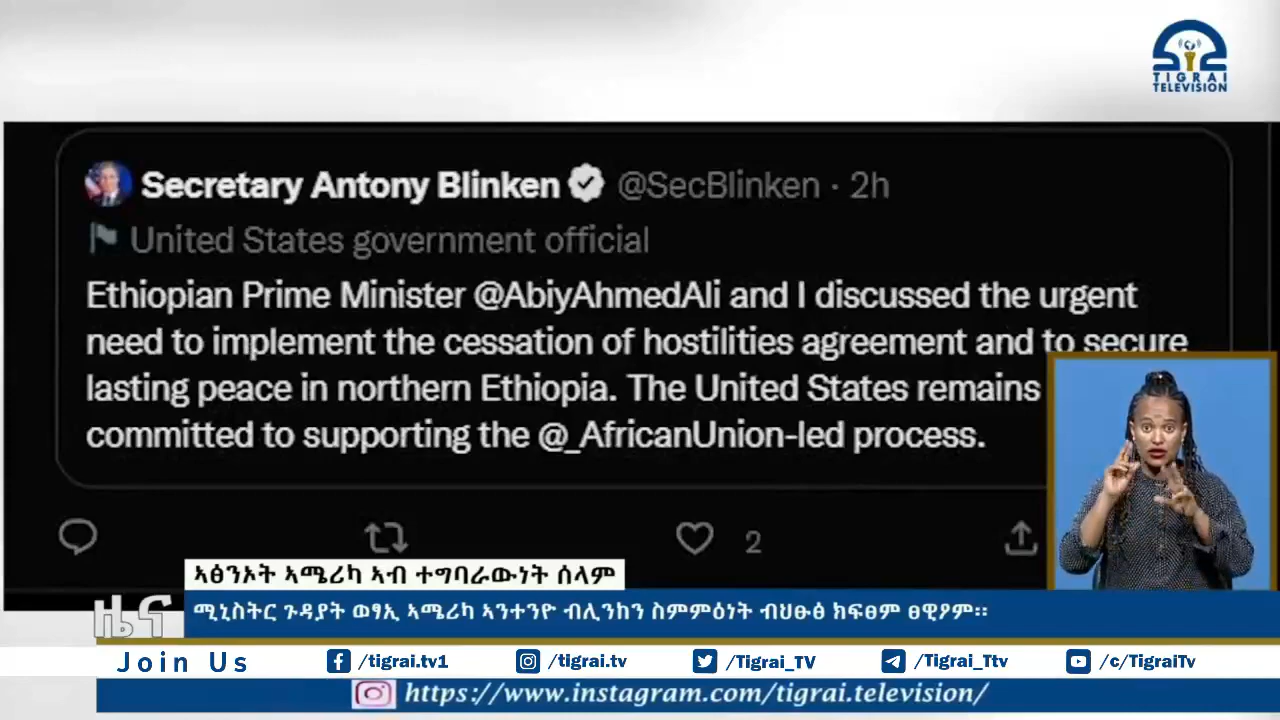 TIGRAI
TELEVISION
Secretary Antony Blinken @SecBlinken · 2h
United States government official
Ethiopian Prime Minister @AbiyAhmedAli and I discussed the urgent
need to implement the cessation of hostilities agreement and to secure
lasting peace in northern Ethiopia. The United States remains
committed to supporting the @_AfricanUnion-led process.
2
ኣፅንኦት ኣሜሪካ ኣብ ተግባራውነት ሰላም
ዜና
ሚኒስትር ጉዳያት ወፃኢ ኣሜሪካ ኣንተንዮ ብሊንከን ስምምዕነት ብህፁፅ ክፍፀም ፀዊዖም።
Join Us /tigrai.tv1 /tigrai.tv /Tigrai_TV /Tigrai_Ttv /c/TigraiTv
https://www.instagram.com/tigrai.television/